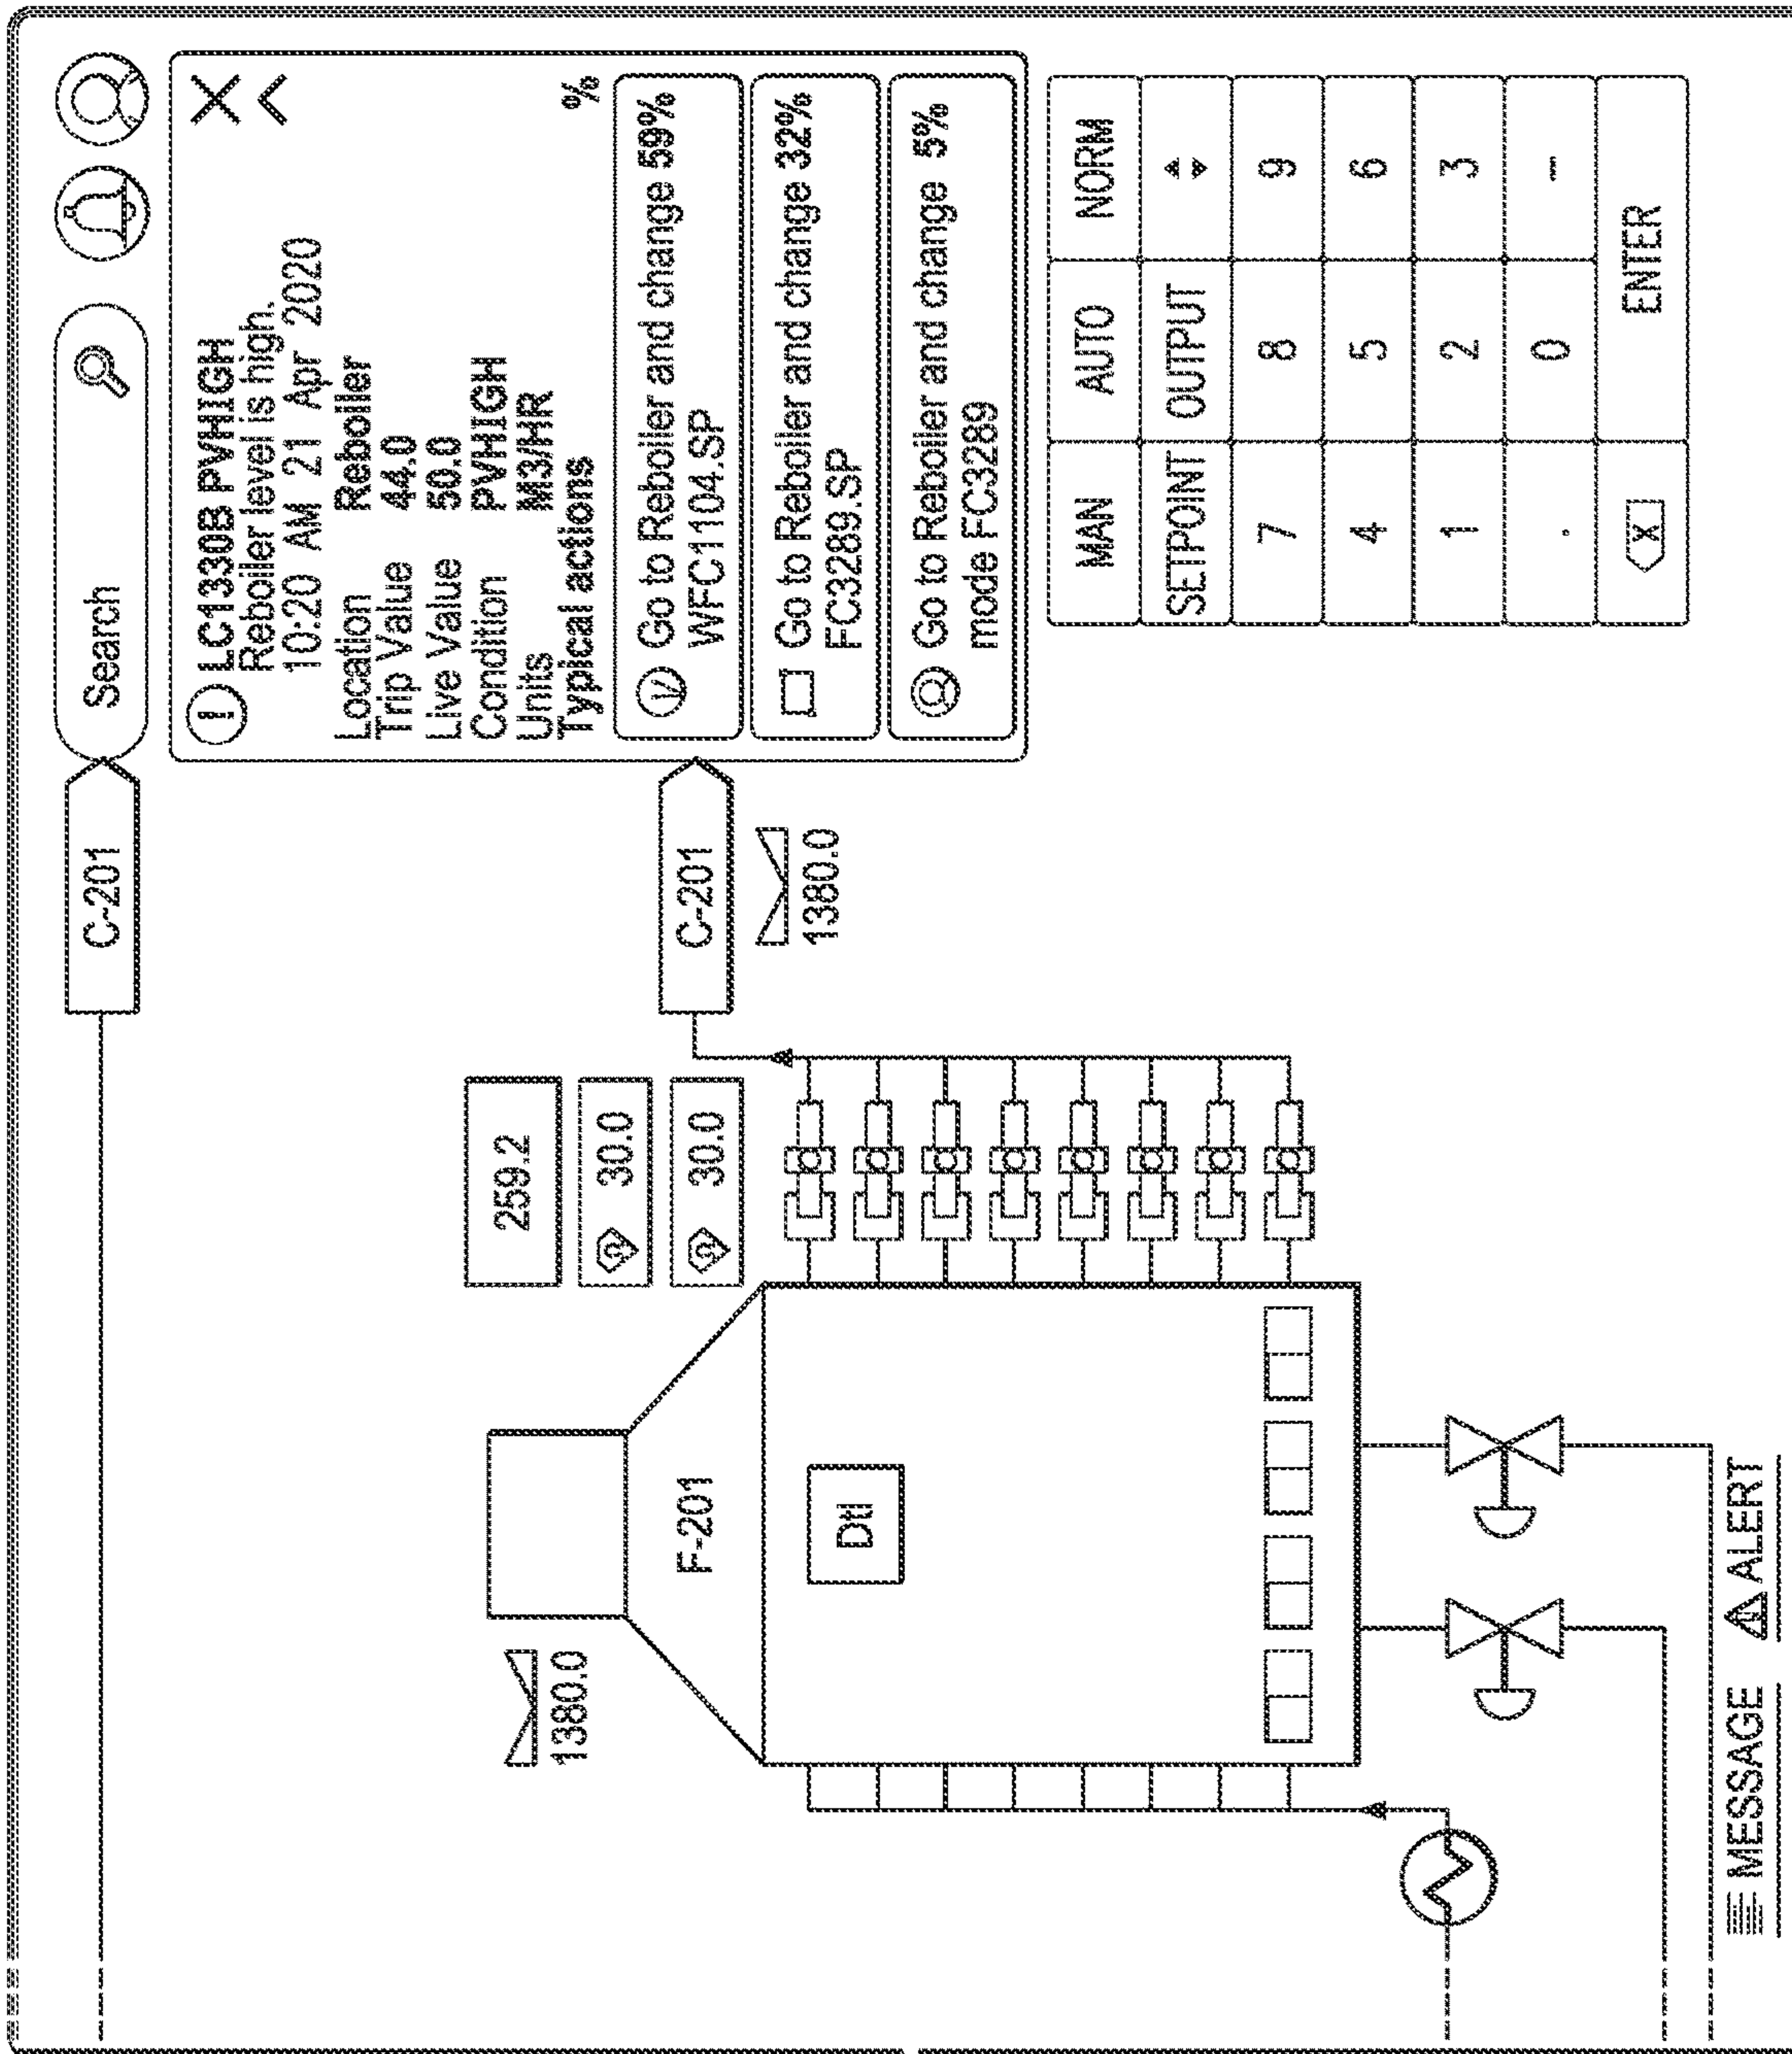 C-201
Search
LC1330B PVHIGH
Reboiler level is high.
10:20 AM 21 Apr 2020
Location Reboiler
Trip Value 44.0
Live Value 50.0
Condition PVHIGH
Units M3/HR
Typical actions %
Go to Reboiler and change 59%
WFC1104.SP
Go to Reboiler and change 32%
FC3289.SP
Go to Reboiler and change 5%
mode FC3289
MAN AUTO NORM
SETPOINT OUTPUT
7 8 9
4 5 6
1 2 3
. 0 –
X ENTER
C-201
1380.0
259.2
30.0
30.0
1380.0
F-201
Dtl
MESSAGE ALERT